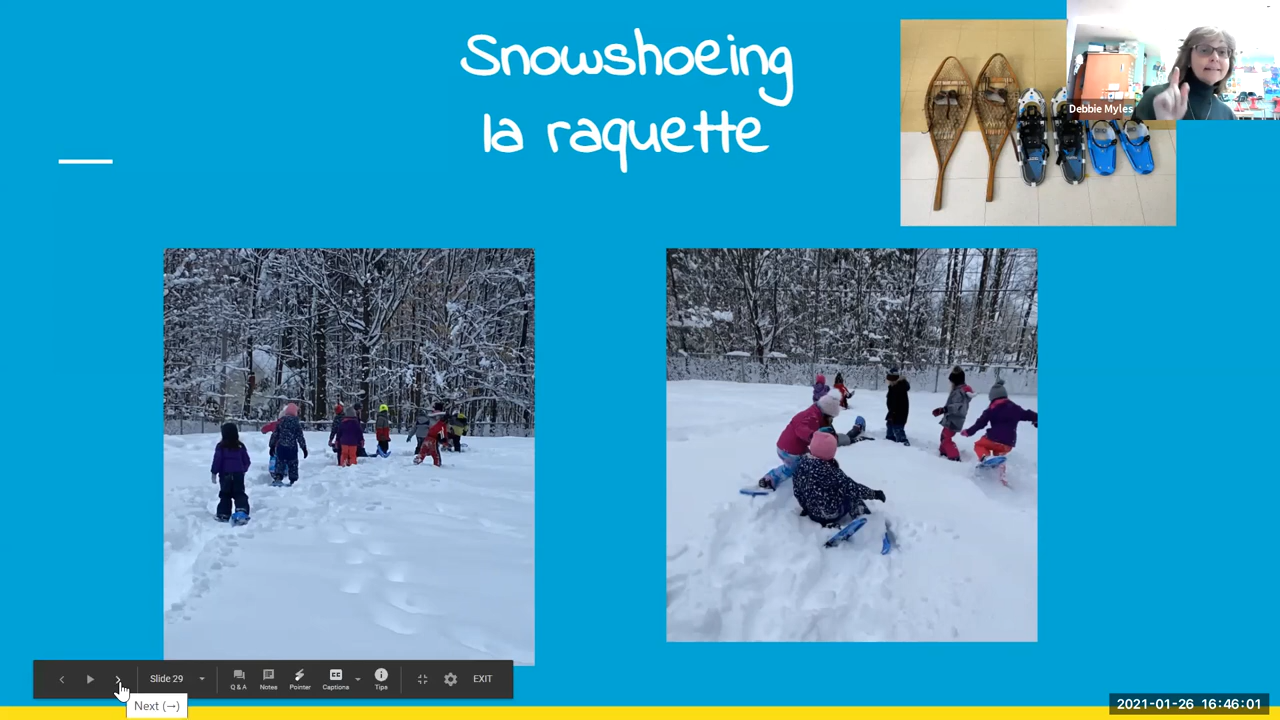 Snowshoeing
la raquette
Debbie Myles
Slide 29
Q & A
Notes
Pointer
Captions
Tips
EXIT
Next (→)
2021-01-26 16:46:01